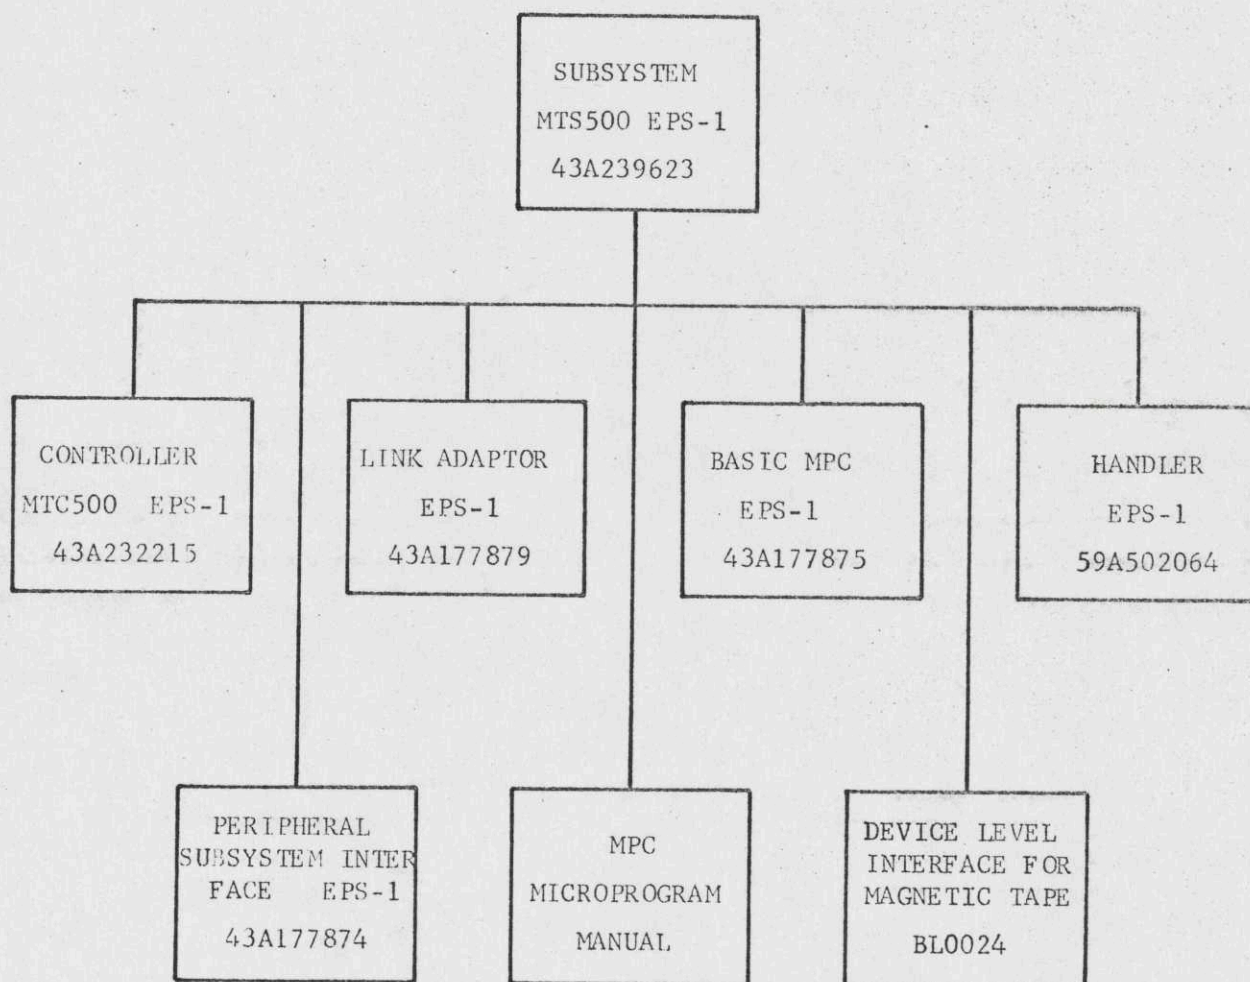 SUBSYSTEM
MTS500 EPS-1
43A239623
CONTROLLER
MTC500 EPS-1
43A232215
LINK ADAPTOR
EPS-1
43A177879
BASIC MPC
EPS-1
43A177875
HANDLER
EPS-1
59A502064
PERIPHERAL
SUBSYSTEM INTER
FACE EPS-1
43A177874
MPC
MICROPROGRAM
MANUAL
DEVICE LEVEL
INTERFACE FOR
MAGNETIC TAPE
BL0024